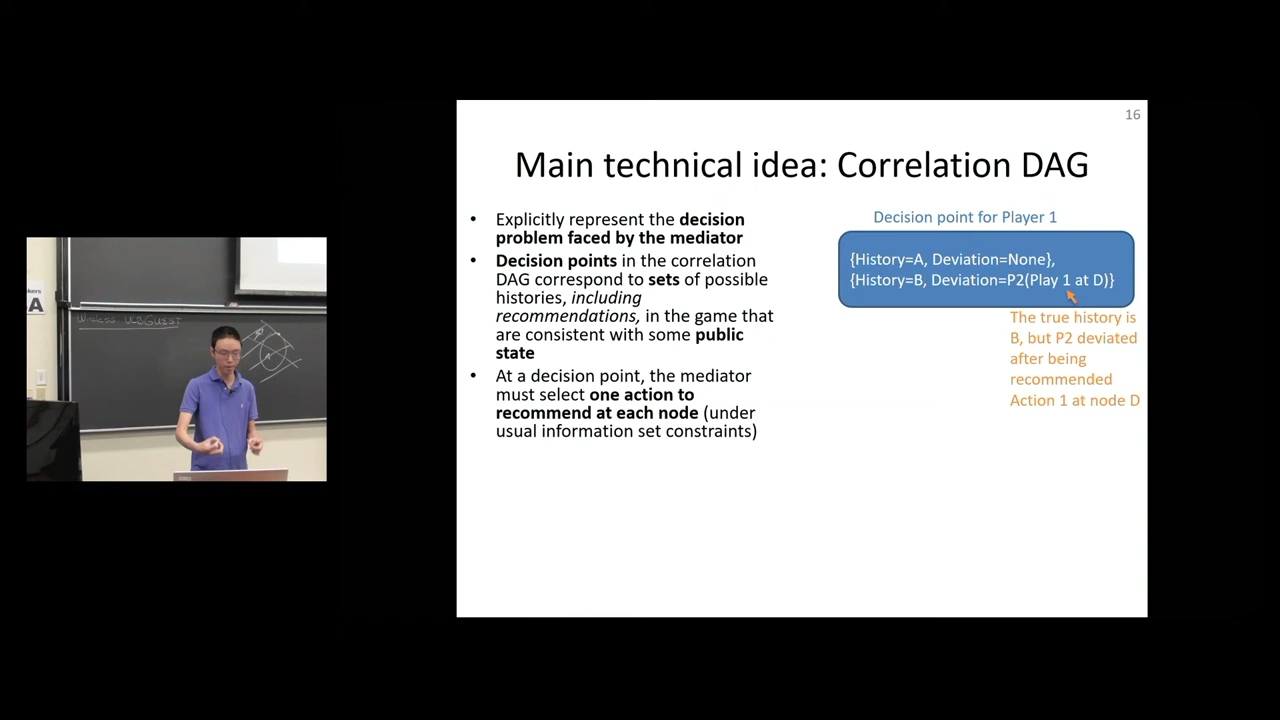 16
Main technical idea: Correlation DAG
• Explicitly represent the decision
problem faced by the mediator
• Decision points in the correlation
DAG correspond to sets of possible
histories, including
recommendations, in the game that
are consistent with some public
state
• At a decision point, the mediator
must select one action to
recommend at each node (under
usual information set constraints)
Decision point for Player 1
{History=A, Deviation=None},
{History=B, Deviation=P2(Play 1 at D)}
The true history is
B, but P2 deviated
after being
recommended
Action 1 at node D
A